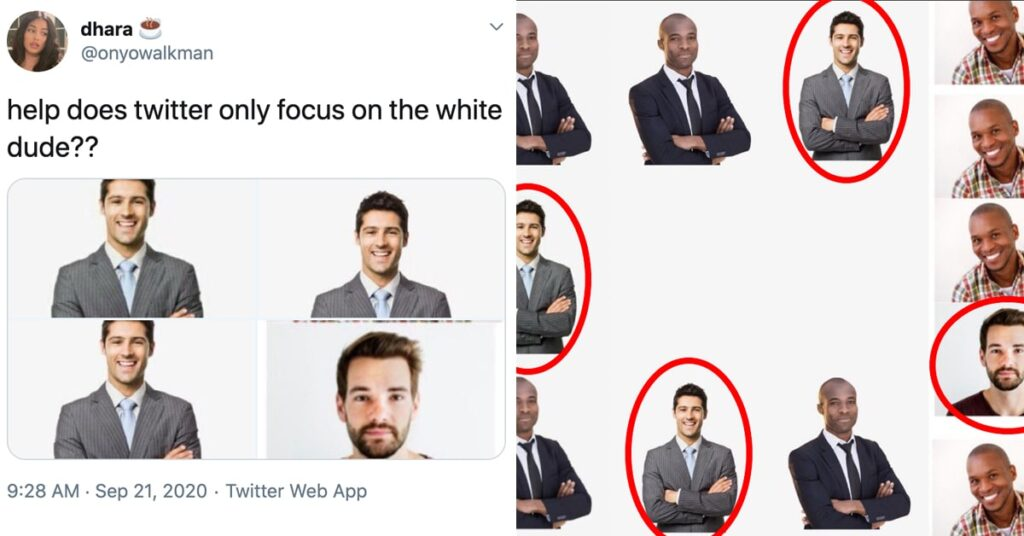 dhara ☕
@onyowalkman
help does twitter only focus on the white
dude??
9:28 AM · Sep 21, 2020 · Twitter Web App